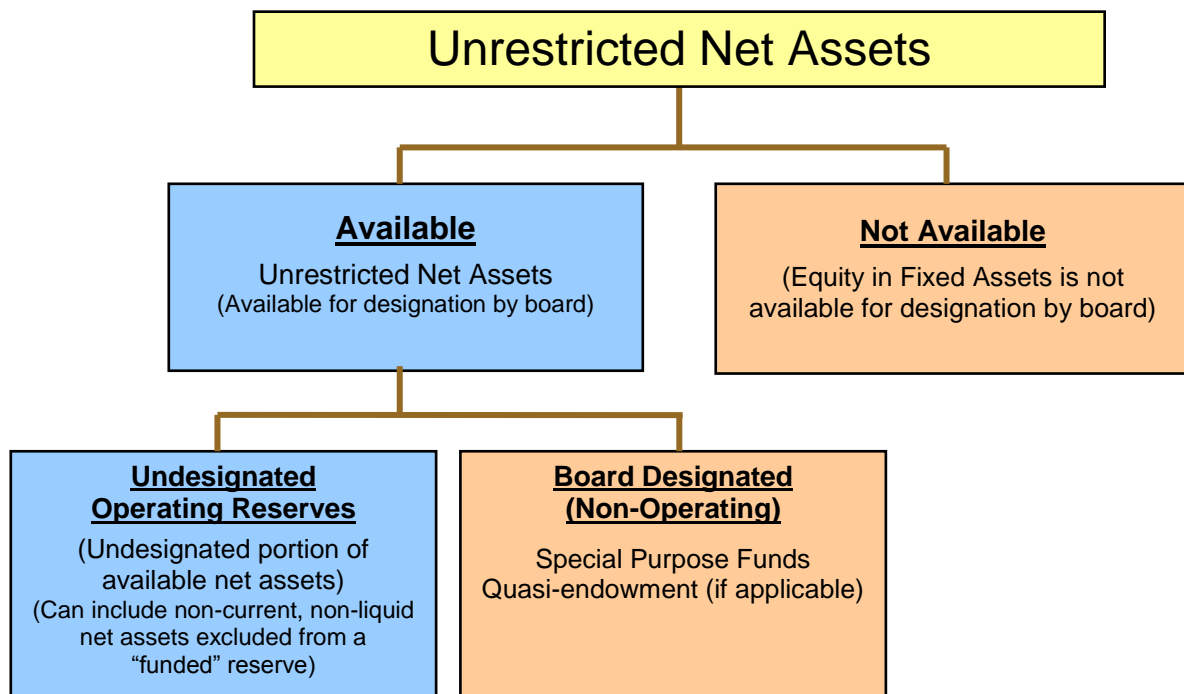 Unrestricted Net Assets
Available
Unrestricted Net Assets
(Available for designation by board)
Not Available
(Equity in Fixed Assets is not
available for designation by board)
Undesignated
Operating Reserves
(Undesignated portion of
available net assets)
(Can include non-current, non-liquid
net assets excluded from a
“funded” reserve)
Board Designated
(Non-Operating)
Special Purpose Funds
Quasi-endowment (if applicable)